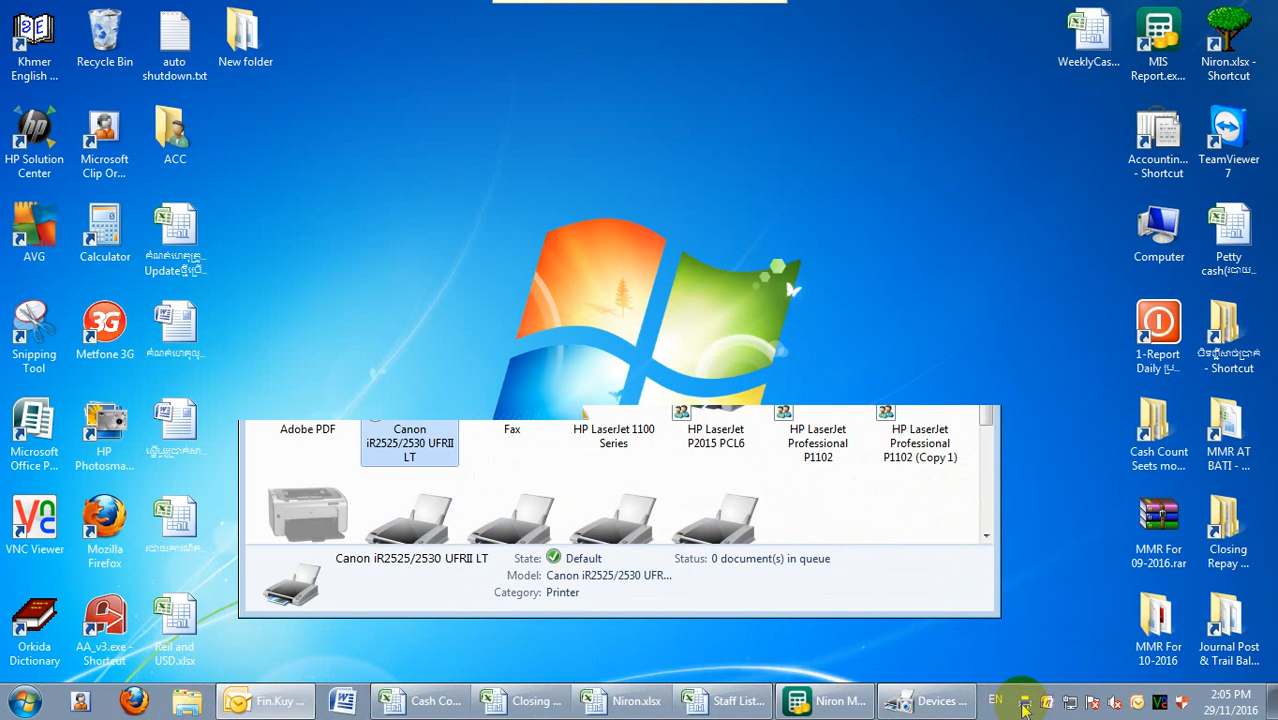 Khmer
English ...
Recycle Bin
auto
shutdown.txt
New folder
WeeklyCas...
MIS
Report.ex...
Niron.xlsx -
Shortcut
HP Solution
Center
Microsoft
Clip Or...
ACC
Accountin...
- Shortcut
TeamViewer
7
AVG
Calculator
Computer
Petty
Snipping
Tool
Metfone 3G
1-Report
Daily
- Shortcut
Microsoft
Office P...
HP
Photosma...
Cash Count
Seets mo...
MMR AT
BATI - ...
VNC Viewer
Mozilla
Firefox
MMR For
09-2016.rar
Closing
Repay ...
Orkida
Dictionary
AA_v3.exe -
Shortcut
Reil and
USD.xlsx
MMR For
10-2016
Journal Post
& Trail Bal...
Adobe PDF
Canon
iR2525/2530 UFRII
LT
Fax
HP LaserJet 1100
Series
HP LaserJet
P2015 PCL6
HP LaserJet
Professional
P1102
HP LaserJet
Professional
P1102 (Copy 1)
Canon iR2525/2530 UFRII LT
State: Default
Status: 0 document(s) in queue
Model: Canon iR2525/2530 UFR...
Category: Printer
Fin.Kuy ...
Cash Co...
Closing ...
Niron.xlsx
Staff List...
Niron M...
Devices ...
EN
2:05 PM
29/11/2016